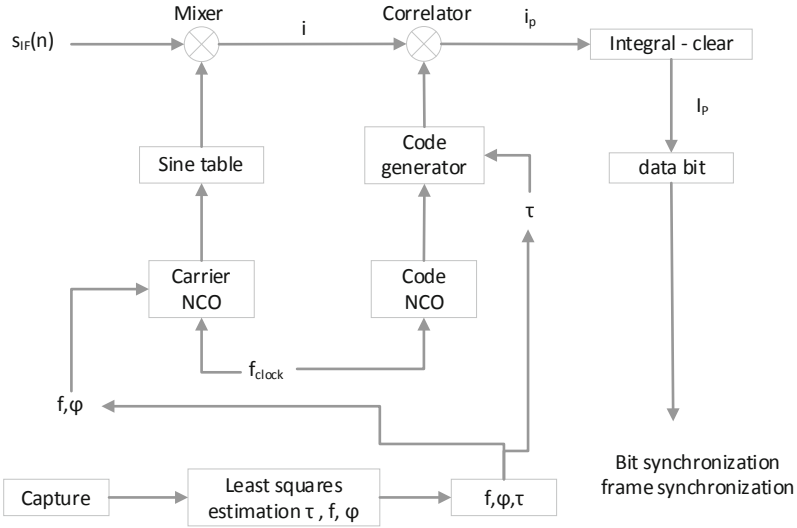 Mixer
Correlator
s_IF(n)
i
i_p
Integral - clear
I_P
Sine table
Code
generator
data bit
τ
Carrier
NCO
Code
NCO
f_clock
f,φ
Bit synchronization
frame synchronization
Capture
Least squares
estimation τ , f, φ
f,φ,τ